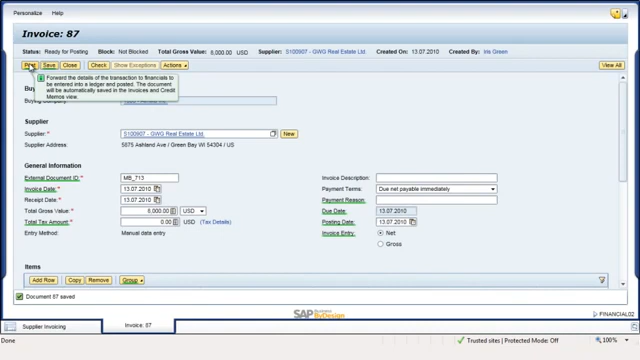 Personalize Help
Invoice: 87
Status: Ready for Posting Block: Not Blocked Total Gross Value: 6,000.00 USD Supplier: S100907 - GWG Real Estate Ltd. Created On: 13.07.2010 Created By: Iris Green
Post Save Close Check Show Exceptions Actions View All
Forward the details of the transaction to financials to
be entered into a ledger and posted. The document
will be automatically saved in the Invoices and Credit
Memos view.
Buying Company:
Supplier
Supplier:* S100907 - GWG Real Estate Ltd. New
Supplier Address: 5875 Ashland Ave / Green Bay WI 54304 / US
General Information
External Document ID:* MB_713 Invoice Description:
Invoice Date:* 13.07.2010 Payment Terms: Due net payable immediately
Receipt Date:* 13.07.2010 Payment Reason:
Total Gross Value:* 6,000.00 USD Due Date: 13.07.2010
Total Tax Amount:* 0.00 USD (Tax Details) Posting Date: 13.07.2010
Entry Method: Manual data entry Invoice Entry: Net
Gross
Items
Add Row Copy Remove Group
Document 87 saved
SAP Business ByDesign FINANCIAL02
Supplier Invoicing Invoice: 87
Done Trusted sites | Protected Mode: Off 100%